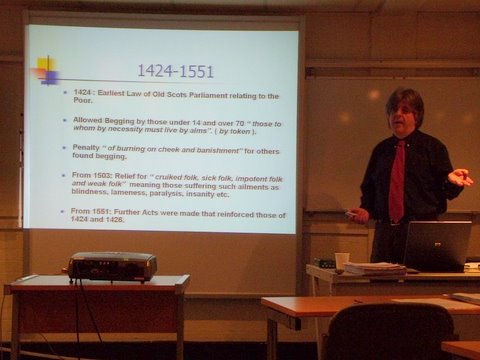 1424-1551
1424 : Earliest Law of Old Scots Parliament relating to the
Poor.
Allowed Begging by those under 14 and over 70 "those to
whom by necessity must live by alms". ( by token ).
Penalty "of burning on cheek and banishment" for others
found begging.
From 1503: Relief for "cruiked folk, sick folk, impotent folk
and weak folk" meaning those suffering such ailments as
blindness, lameness, paralysis, insanity etc.
From 1551: Further Acts were made that reinforced those of
1424 and 1428.
hp